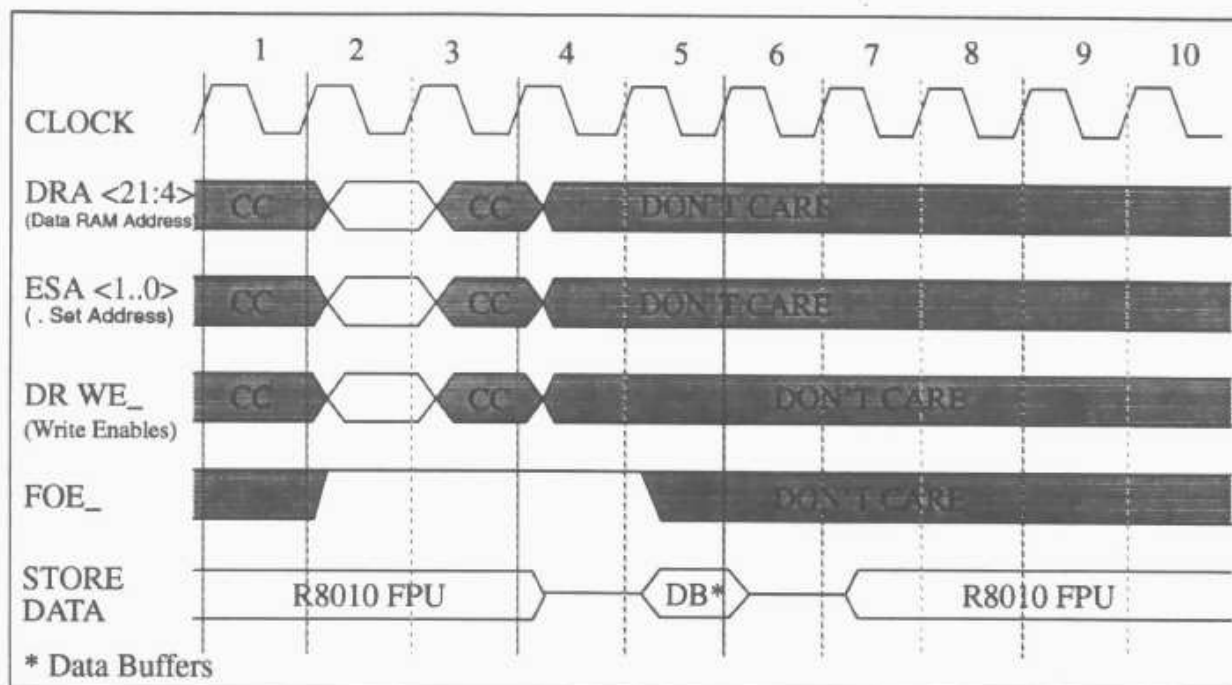 1 2 3 4 5 6 7 8 9 10
CLOCK
DRA <21:4> CC CC DON'T CARE
(Data RAM Address)
ESA <1..0> CC CC DON'T CARE
( . Set Address)
DR WE_ CC CC DON'T CARE
(Write Enables)
FOE_ DON'T CARE
STORE
DATA R8010 FPU DB* R8010 FPU
* Data Buffers